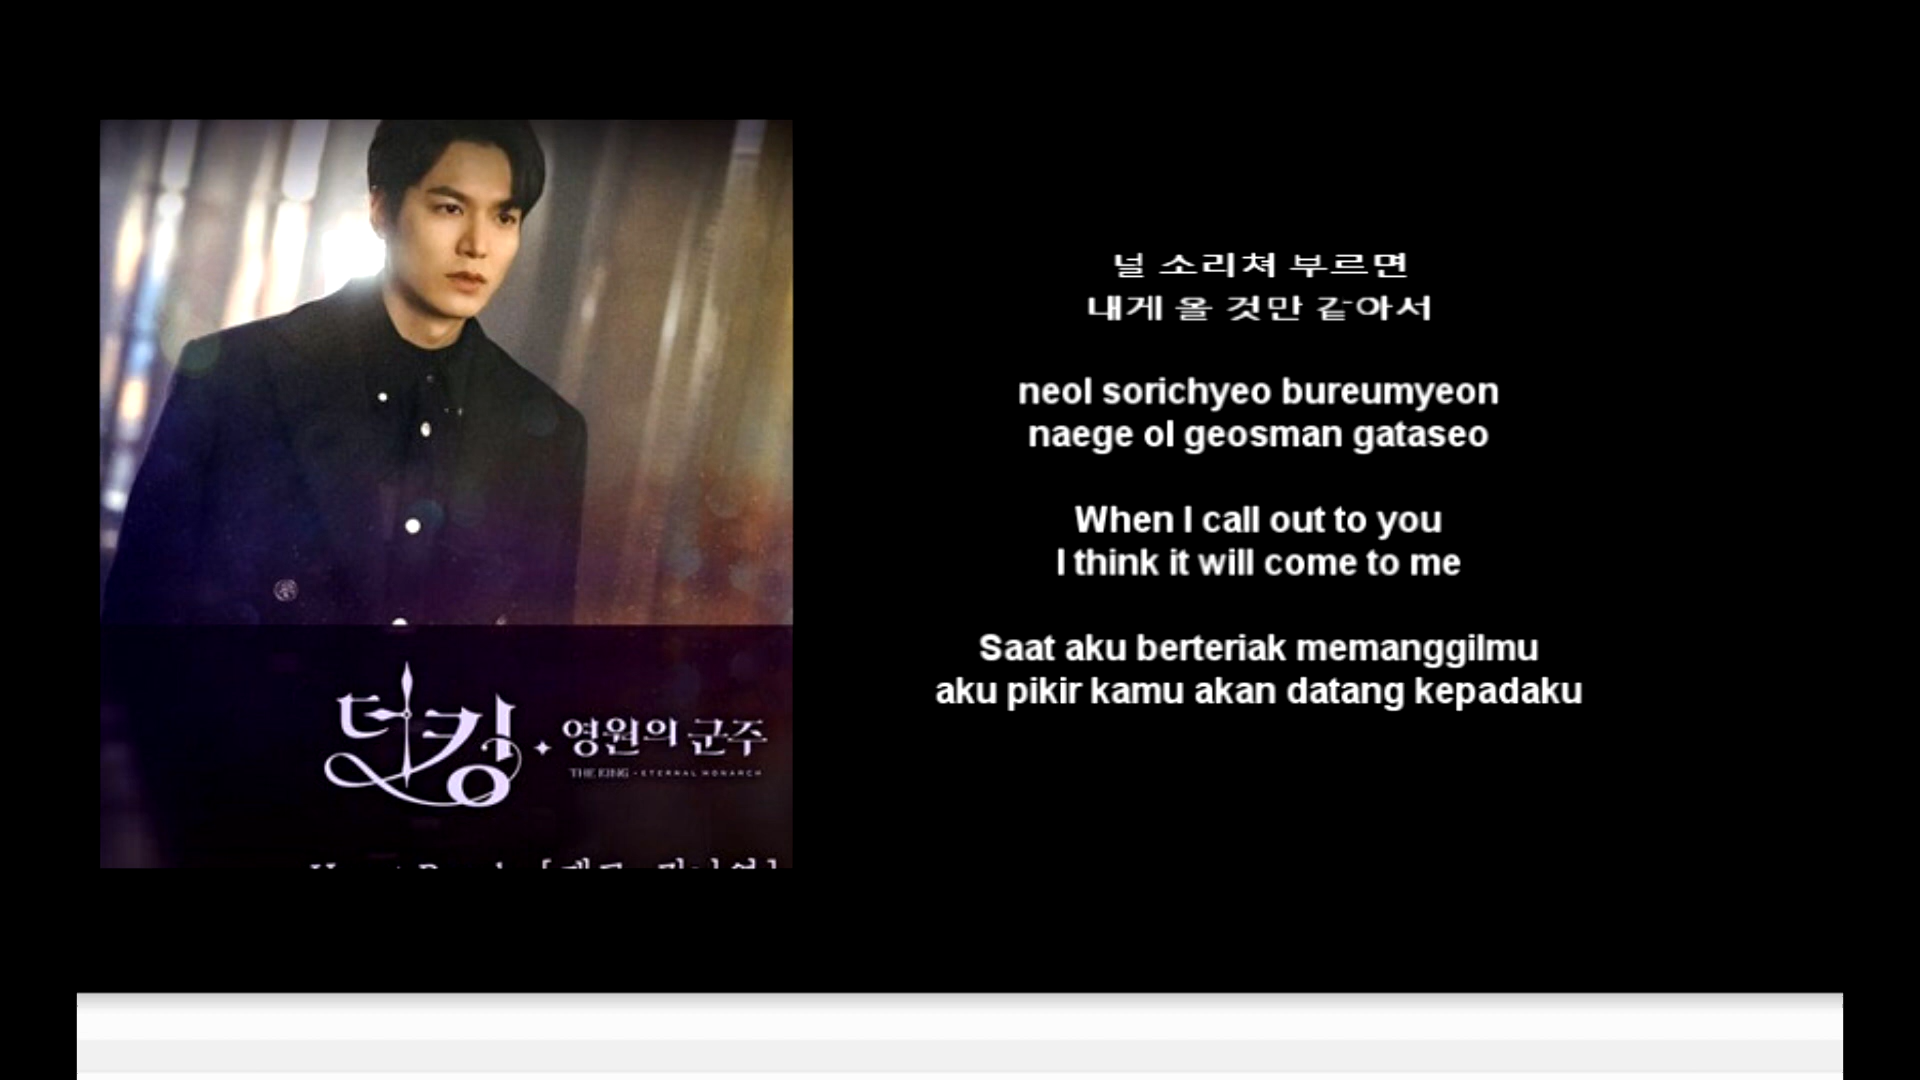 더킹
영원의 군주
THE KING - ETERNAL MONARCH
널 소리쳐 부르면
내게 올 것만 같아서
neol sorichyeo bureumyeon
naege ol geosman gataseo
When I call out to you
I think it will come to me
Saat aku berteriak memanggilmu
aku pikir kamu akan datang kepadaku